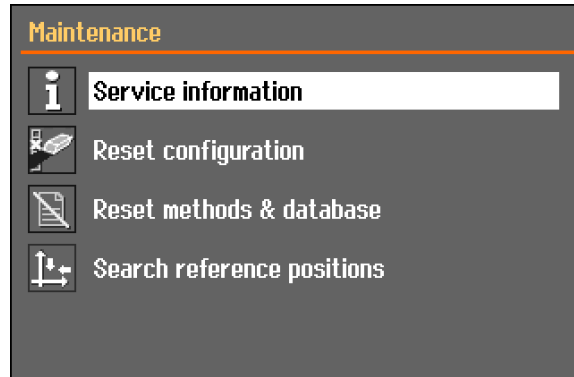 Maintenance
Service information
Reset configuration
Reset methods & database
Search reference positions